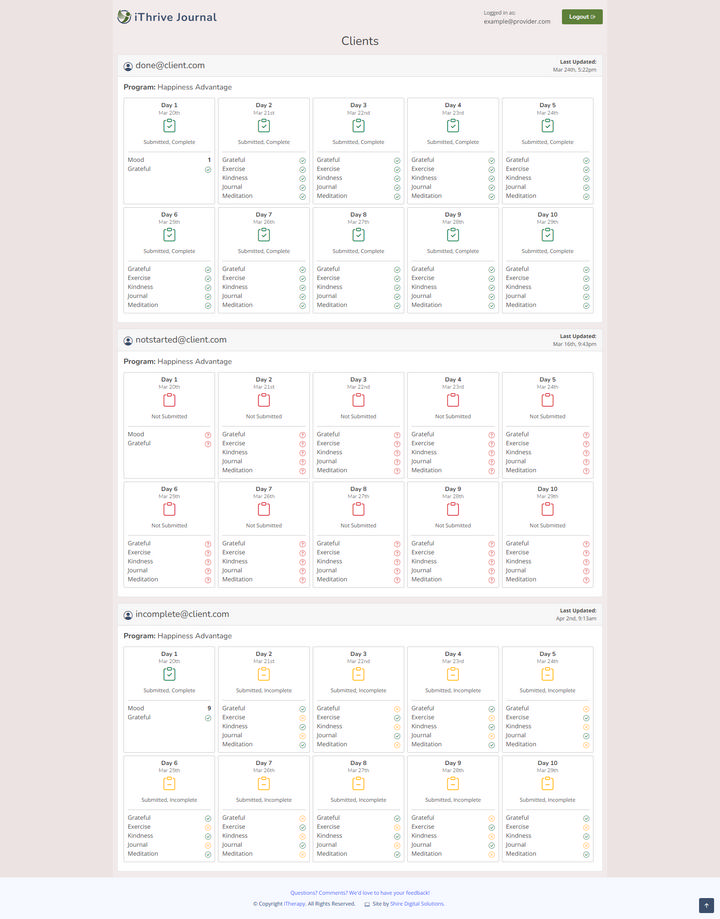 iThrive Journal
Logged in as:
example@provider.com
Logout
Clients
done@client.com
Last Updated:
Mar 24th, 5:22pm
Program: Happiness Advantage
Day 1 Day 2 Day 3 Day 4 Day 5
Mar 20th Mar 21st Mar 22nd Mar 23rd Mar 24th
Submitted, Complete Submitted, Complete Submitted, Complete Submitted, Complete Submitted, Complete
Mood 1 Grateful Grateful Grateful Grateful
Grateful Exercise Exercise Exercise Exercise
Kindness Kindness Kindness Kindness
Journal Journal Journal Journal
Meditation Meditation Meditation Meditation
Day 6 Day 7 Day 8 Day 9 Day 10
Mar 25th Mar 26th Mar 27th Mar 28th Mar 29th
Submitted, Complete Submitted, Complete Submitted, Complete Submitted, Complete Submitted, Complete
Grateful Grateful Grateful Grateful Grateful
Exercise Exercise Exercise Exercise Exercise
Kindness Kindness Kindness Kindness Kindness
Journal Journal Journal Journal Journal
Meditation Meditation Meditation Meditation Meditation
notstarted@client.com
Last Updated:
Mar 16th, 9:43pm
Program: Happiness Advantage
Day 1 Day 2 Day 3 Day 4 Day 5
Mar 20th Mar 21st Mar 22nd Mar 23rd Mar 24th
Not Submitted Not Submitted Not Submitted Not Submitted Not Submitted
Mood Grateful Grateful Grateful Grateful
Grateful Exercise Exercise Exercise Exercise
Kindness Kindness Kindness Kindness
Journal Journal Journal Journal
Meditation Meditation Meditation Meditation
Day 6 Day 7 Day 8 Day 9 Day 10
Mar 25th Mar 26th Mar 27th Mar 28th Mar 29th
Not Submitted Not Submitted Not Submitted Not Submitted Not Submitted
Grateful Grateful Grateful Grateful Grateful
Exercise Exercise Exercise Exercise Exercise
Kindness Kindness Kindness Kindness Kindness
Journal Journal Journal Journal Journal
Meditation Meditation Meditation Meditation Meditation
incomplete@client.com
Last Updated:
Apr 2nd, 9:13am
Program: Happiness Advantage
Day 1 Day 2 Day 3 Day 4 Day 5
Mar 20th Mar 21st Mar 22nd Mar 23rd Mar 24th
Submitted, Complete Submitted, Incomplete Submitted, Incomplete Submitted, Incomplete Submitted, Incomplete
Mood 9 Grateful Grateful Grateful Grateful
Grateful Exercise Exercise Exercise Exercise
Kindness Kindness Kindness Kindness
Journal Journal Journal Journal
Meditation Meditation Meditation Meditation
Day 6 Day 7 Day 8 Day 9 Day 10
Mar 25th Mar 26th Mar 27th Mar 28th Mar 29th
Submitted, Incomplete Submitted, Incomplete Submitted, Incomplete Submitted, Incomplete Submitted, Incomplete
Grateful Grateful Grateful Grateful Grateful
Exercise Exercise Exercise Exercise Exercise
Kindness Kindness Kindness Kindness Kindness
Journal Journal Journal Journal Journal
Meditation Meditation Meditation Meditation Meditation
Questions? Comments? We'd love to have your feedback!
© Copyright iTherapy. All Rights Reserved. Site by Shire Digital Solutions.